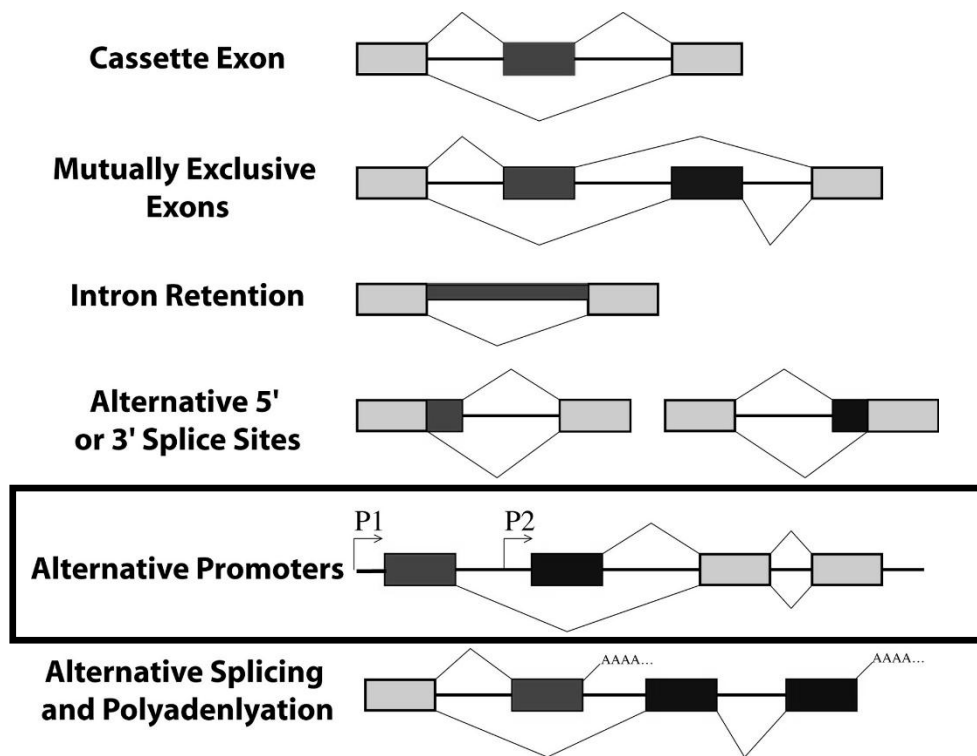 Cassette Exon
Mutually Exclusive
Exons
Intron Retention
Alternative 5'
or 3' Splice Sites
P1
P2
Alternative Promoters
AAAA...
AAAA...
Alternative Splicing
and Polyadenlyation